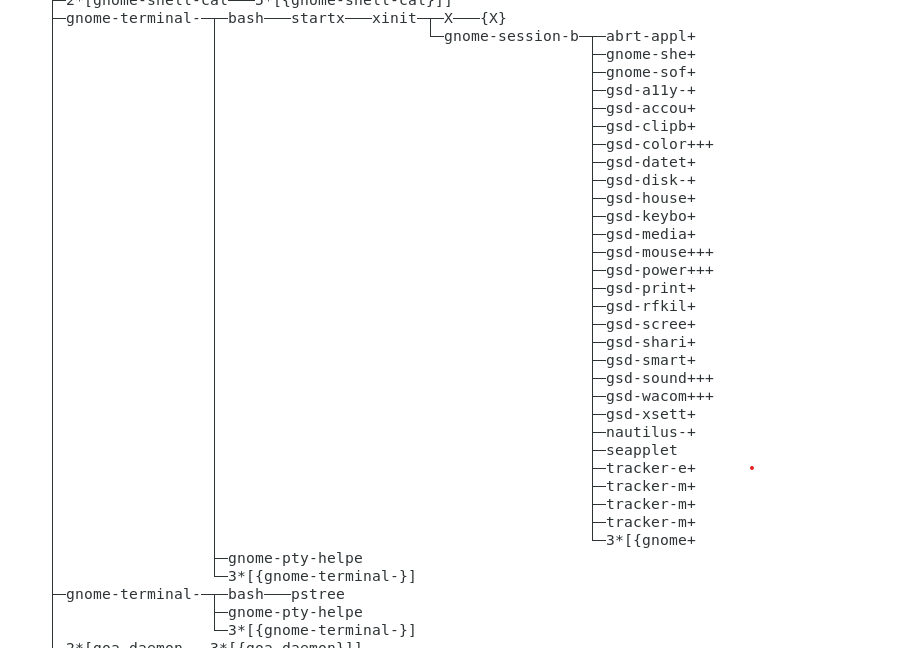 2*[gnome-shell-cal───5*[{gnome-shell-cal}]]
├─gnome-terminal-─┬─bash───startx───xinit─┬─X───{X}
└─gnome-session-b─┬─abrt-appl+
├─gnome-she+
├─gnome-sof+
├─gsd-a11y-+
├─gsd-accou+
├─gsd-clipb+
├─gsd-color+++
├─gsd-datet+
├─gsd-disk-+
├─gsd-house+
├─gsd-keybo+
├─gsd-media+
├─gsd-mouse+++
├─gsd-power+++
├─gsd-print+
├─gsd-rfkil+
├─gsd-scree+
├─gsd-shari+
├─gsd-smart+
├─gsd-sound+++
├─gsd-wacom+++
├─gsd-xsett+
├─nautilus-+
├─seapplet
├─tracker-e+
├─tracker-m+
├─tracker-m+
├─tracker-m+
└─3*[{gnome+
├─gnome-pty-helpe
└─3*[{gnome-terminal-}]
├─gnome-terminal-─┬─bash───pstree
├─gnome-pty-helpe
└─3*[{gnome-terminal-}]
2*[goa-daemon───3*[{goa-daemon}]]